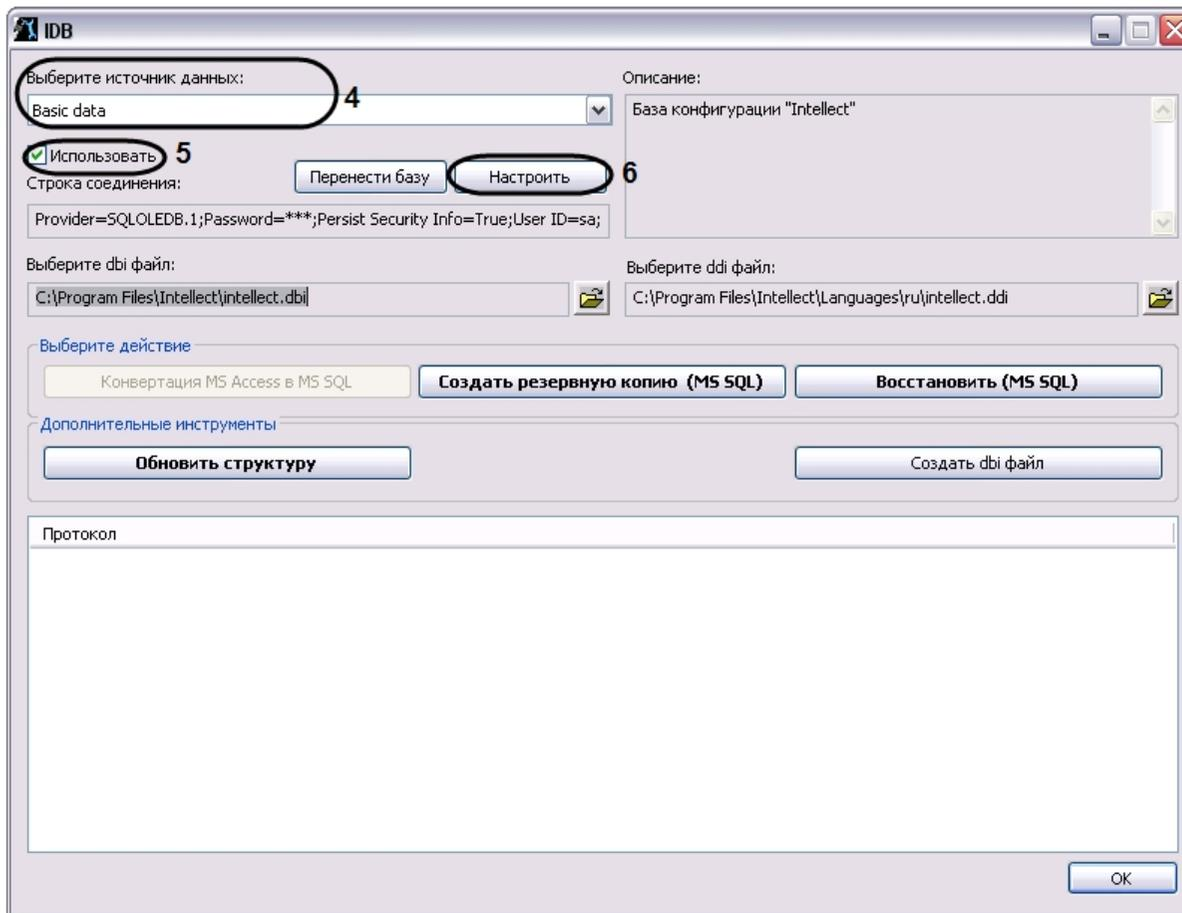 IDB
Выберите источник данных:
Описание:
Basic data
4
База конфигурации "Intellect"
Использовать
5
Перенести базу
Настроить
6
Строка соединения:
Provider=SQLOLEDB.1;Password=***;Persist Security Info=True;User ID=sa;
Выберите dbi файл:
Выберите ddi файл:
C:\Program Files\Intellect\intellect.dbi
C:\Program Files\Intellect\Languages\ru\intellect.ddi
Выберите действие
Конвертация MS Access в MS SQL
Создать резервную копию (MS SQL)
Восстановить (MS SQL)
Дополнительные инструменты
Обновить структуру
Создать dbi файл
Протокол
OK